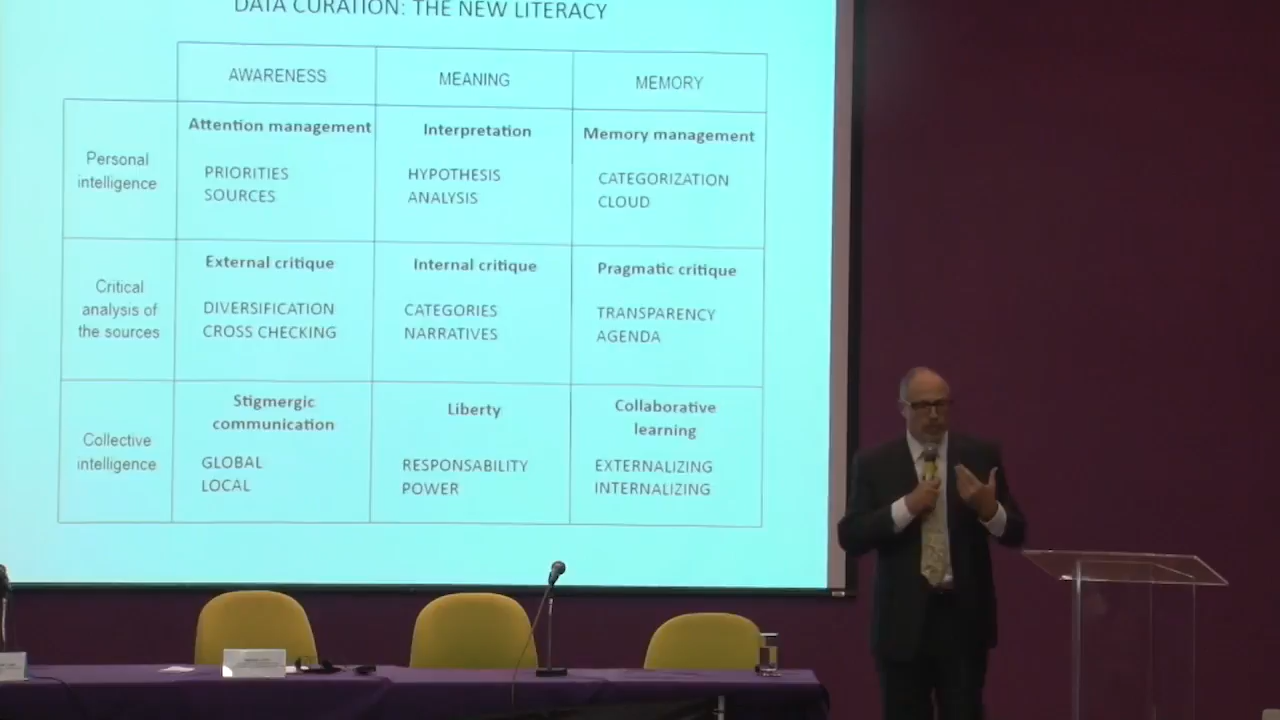 DATA CURATION: THE NEW LITERACY
AWARENESS
MEANING
MEMORY
Personal
intelligence
Attention management
PRIORITIES
SOURCES
Interpretation
HYPOTHESIS
ANALYSIS
Memory management
CATEGORIZATION
CLOUD
Critical
analysis of
the sources
External critique
DIVERSIFICATION
CROSS CHECKING
Internal critique
CATEGORIES
NARRATIVES
Pragmatic critique
TRANSPARENCY
AGENDA
Collective
intelligence
Stigmergic
communication
GLOBAL
LOCAL
Liberty
RESPONSABILITY
POWER
Collaborative
learning
EXTERNALIZING
INTERNALIZING